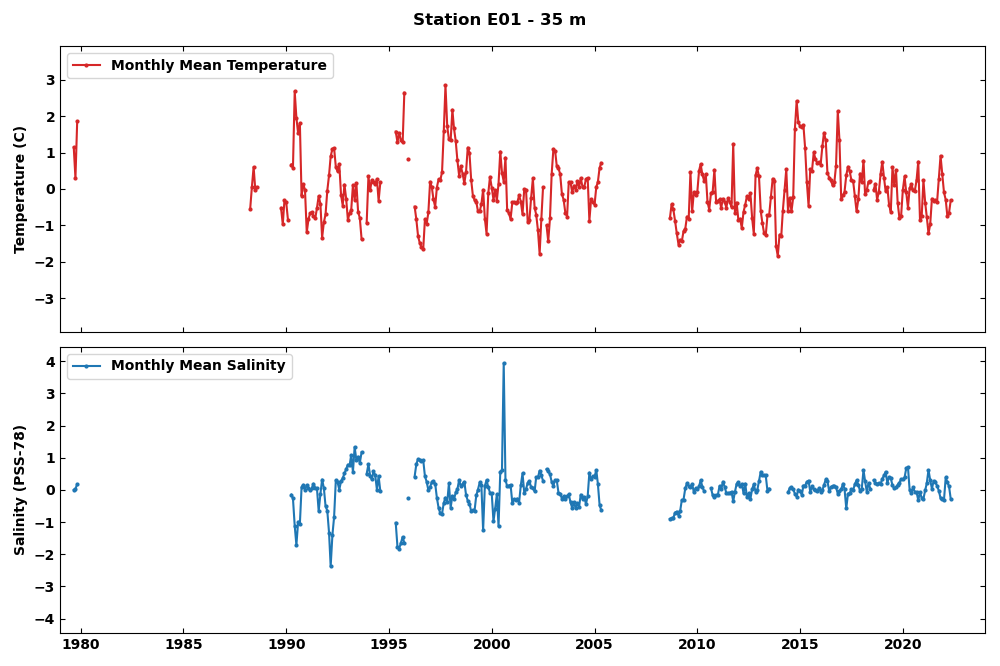 Station E01 - 35 m
Monthly Mean Temperature
Temperature (C)
3
2
1
0
−1
−2
−3
Monthly Mean Salinity
Salinity (PSS-78)
4
3
2
1
0
−1
−2
−3
−4
1980 1985 1990 1995 2000 2005 2010 2015 2020